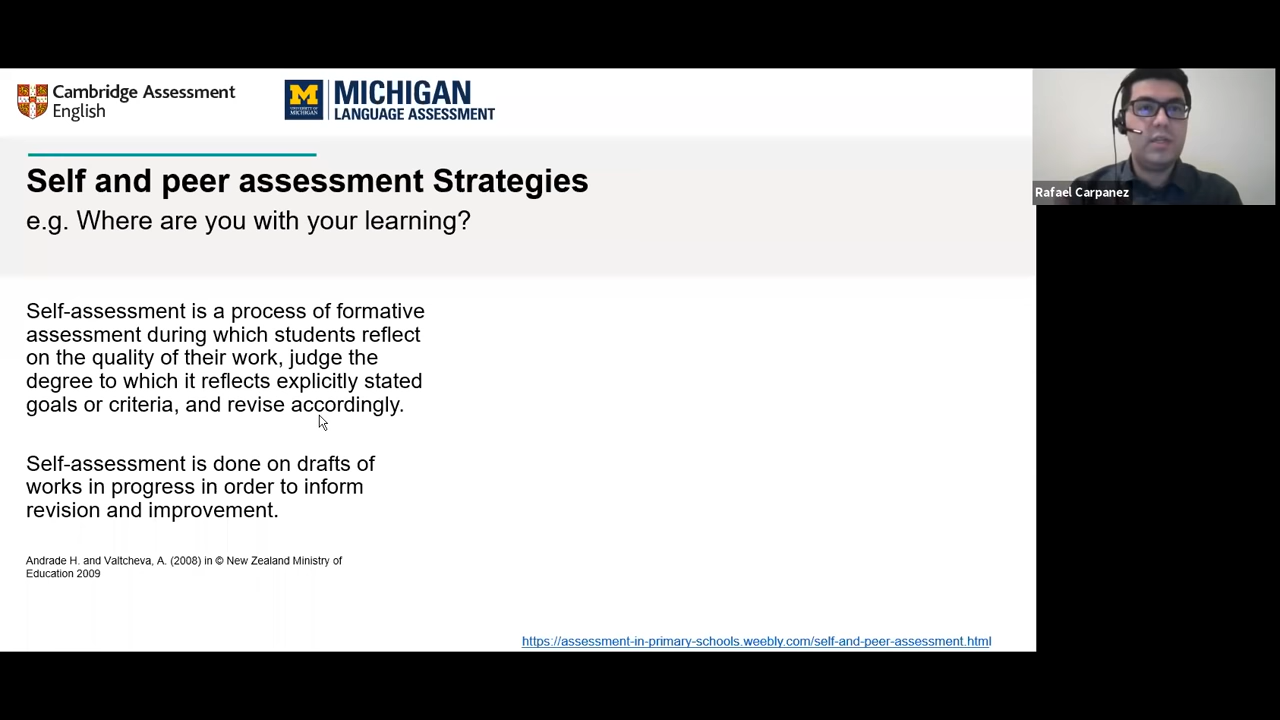 Cambridge Assessment
English
M
UNIVERSITY OF
MICHIGAN
MICHIGAN
LANGUAGE ASSESSMENT
Rafael Carpanez
Self and peer assessment Strategies
e.g. Where are you with your learning?
Self-assessment is a process of formative
assessment during which students reflect
on the quality of their work, judge the
degree to which it reflects explicitly stated
goals or criteria, and revise accordingly.
Self-assessment is done on drafts of
works in progress in order to inform
revision and improvement.
Andrade H. and Valtcheva, A. (2008) in © New Zealand Ministry of
Education 2009
https://assessment-in-primary-schools.weebly.com/self-and-peer-assessment.html